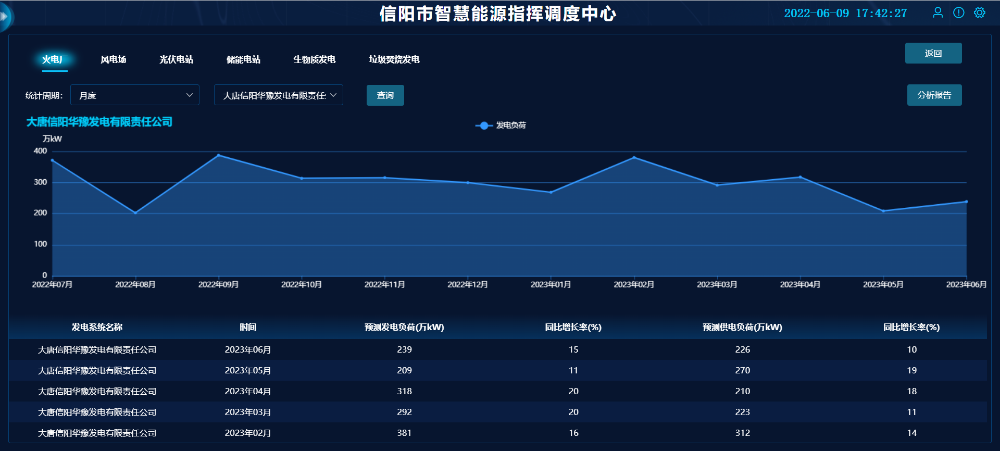 信阳市智慧能源指挥调度中心
2022-06-09 17:42:27
火电厂 风电场 光伏电站 储能电站 生物质发电 垃圾焚烧发电
返回
统计周期: 月度 大唐信阳华豫发电有限责任 查询 分析报告
大唐信阳华豫发电有限责任公司
发电负荷
万kW
400
300
200
100
0
2022年07月 2022年08月 2022年09月 2022年10月 2022年11月 2022年12月 2023年01月 2023年02月 2023年03月 2023年04月 2023年05月 2023年06月
发电系统名称 时间 预测发电负荷(万kW) 同比增长率(%) 预测供电负荷(万kW) 同比增长率(%)
大唐信阳华豫发电有限责任公司 2023年06月 239 15 226 10
大唐信阳华豫发电有限责任公司 2023年05月 209 11 270 19
大唐信阳华豫发电有限责任公司 2023年04月 318 20 210 18
大唐信阳华豫发电有限责任公司 2023年03月 292 20 223 11
大唐信阳华豫发电有限责任公司 2023年02月 381 16 312 14